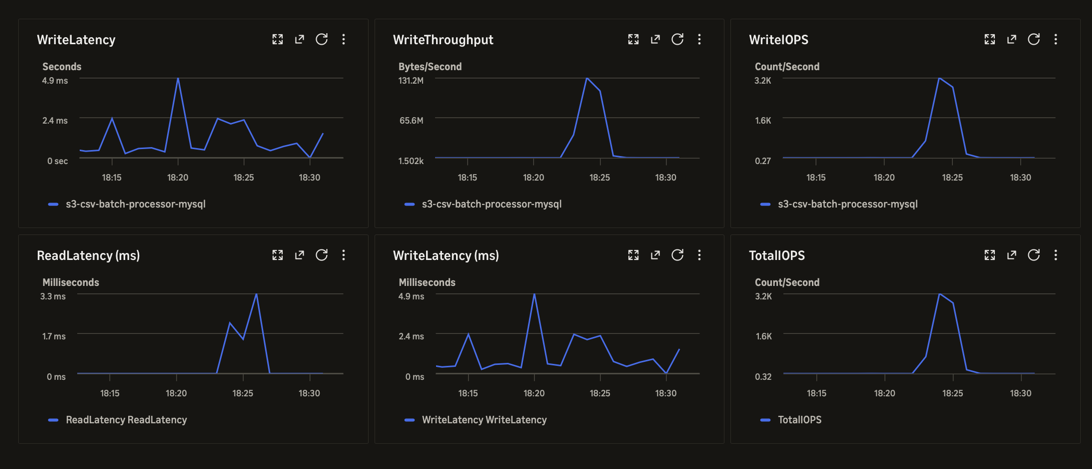 WriteLatency
Seconds
4.9 ms
2.4 ms
0 sec
18:15 18:20 18:25 18:30
s3-csv-batch-processor-mysql
WriteThroughput
Bytes/Second
131.2M
65.6M
1.502k
18:15 18:20 18:25 18:30
s3-csv-batch-processor-mysql
WriteIOPS
Count/Second
3.2K
1.6K
0.27
18:15 18:20 18:25 18:30
s3-csv-batch-processor-mysql
ReadLatency (ms)
Milliseconds
3.3 ms
1.7 ms
0 ms
18:15 18:20 18:25 18:30
ReadLatency ReadLatency
WriteLatency (ms)
Milliseconds
4.9 ms
2.4 ms
0 ms
18:15 18:20 18:25 18:30
WriteLatency WriteLatency
TotalIOPS
Count/Second
3.2K
1.6K
0.32
18:15 18:20 18:25 18:30
TotalIOPS